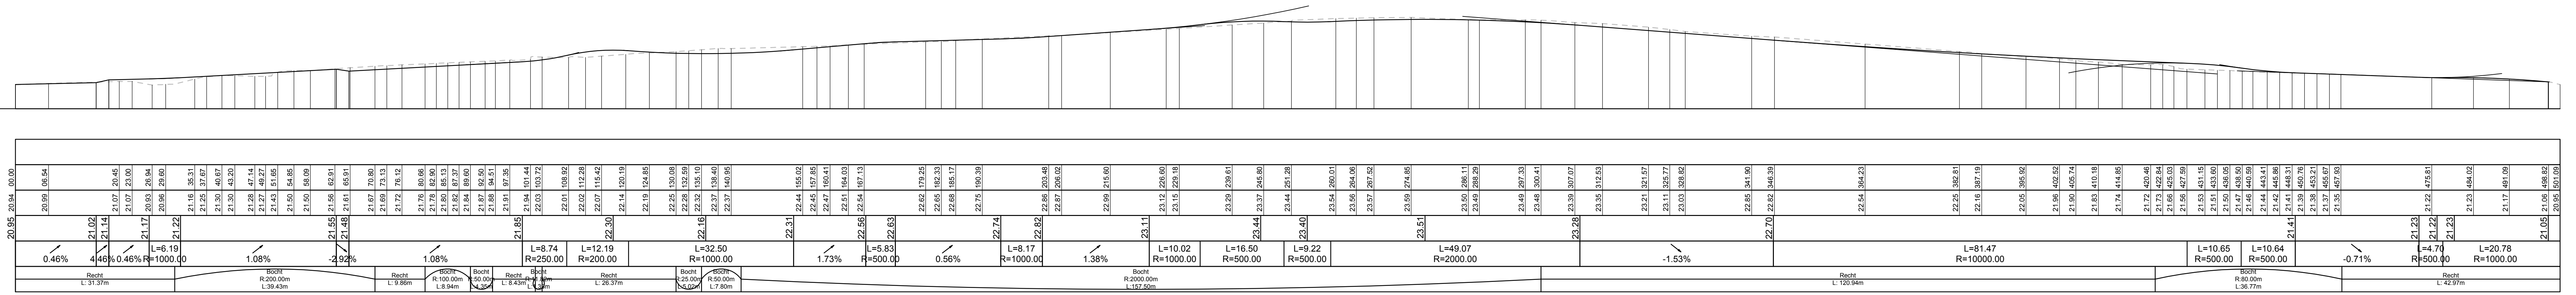 00.00 06.54 20.45 23.00 26.94 29.60 35.31 37.67 40.67 43.20 47.14 49.27 51.65 54.85 58.09 62.91 65.91 70.80 73.13 76.12 80.66 82.90 85.13 87.37 89.60 92.50 94.51 97.35 101.44 103.72 108.92 112.28 115.42 120.19 124.85 130.08 132.59 135.10 138.40 140.95 155.02 157.85 160.41 164.03 167.13 179.25 182.33 185.17 190.39 203.48 206.02 215.60 226.60 229.18 239.61 245.80 251.28 260.01 264.06 267.52 274.85 286.11 288.29 297.33 300.41 307.07 312.53 321.57 325.77 328.82 341.90 346.39 364.23 382.81 387.19 395.92 402.52 405.74 410.18 414.85 420.46 422.84 425.03 427.59 431.15 433.60 436.05 438.50 440.59 443.41 445.86 448.31 450.76 453.21 455.67 457.93 475.81 484.02 491.09 498.82 501.09
20.94 20.99 21.07 21.07 20.93 20.96 21.16 21.25 21.30 21.30 21.28 21.27 21.43 21.50 21.50 21.56 21.61 21.67 21.69 21.72 21.76 21.78 21.80 21.82 21.84 21.87 21.88 21.91 21.94 22.03 22.01 22.02 22.07 22.14 22.19 22.25 22.28 22.32 22.37 22.37 22.44 22.45 22.47 22.51 22.54 22.62 22.65 22.68 22.75 22.86 22.87 22.99 23.12 23.15 23.29 23.37 23.44 23.54 23.56 23.57 23.59 23.50 23.49 23.49 23.48 23.39 23.35 23.21 23.11 23.03 22.85 22.82 22.54 22.25 22.16 22.05 21.96 21.90 21.83 21.74 21.72 21.73 21.66 21.56 21.53 21.51 21.50 21.47 21.46 21.44 21.42 21.41 21.39 21.38 21.37 21.35 21.22 21.23 21.17 21.06 20.95
20.95 21.02 21.14 21.17 21.22 21.55 21.48 21.85 22.30 22.16 22.31 22.56 22.63 22.74 22.82 23.11 23.44 23.40 23.51 23.28 22.70 21.41 21.23 21.22 21.23 21.05
L=6.19 L=8.74 L=12.19 L=32.50 L=5.83 L=8.17 L=10.02 L=16.50 L=9.22 L=49.07 L=81.47 L=10.65 L=10.64 L=4.70 L=20.78
0.46% 4.46% 0.46% R=1000.00 1.08% -2.92% 1.08% R=250.00 R=200.00 R=1000.00 1.73% R=500.00 0.56% R=1000.00 1.38% R=1000.00 R=500.00 R=500.00 R=2000.00 -1.53% R=10000.00 R=500.00 R=500.00 -0.71% R=500.00 R=1000.00
Recht
L: 31.37m
Bocht
R:200.00m
L:39.43m
Recht
L: 9.86m
Bocht
R:100.00m
L:8.94m
Bocht
R:50.00m
Recht
L: 8.43m
Bocht
Recht
L: 26.37m
Bocht
R:25.00m
L:5.02m
Bocht
R:50.00m
L:7.80m
Bocht
R:2000.00m
L:157.50m
Recht
L: 120.94m
Bocht
R:80.00m
L:36.77m
Recht
L: 42.97m